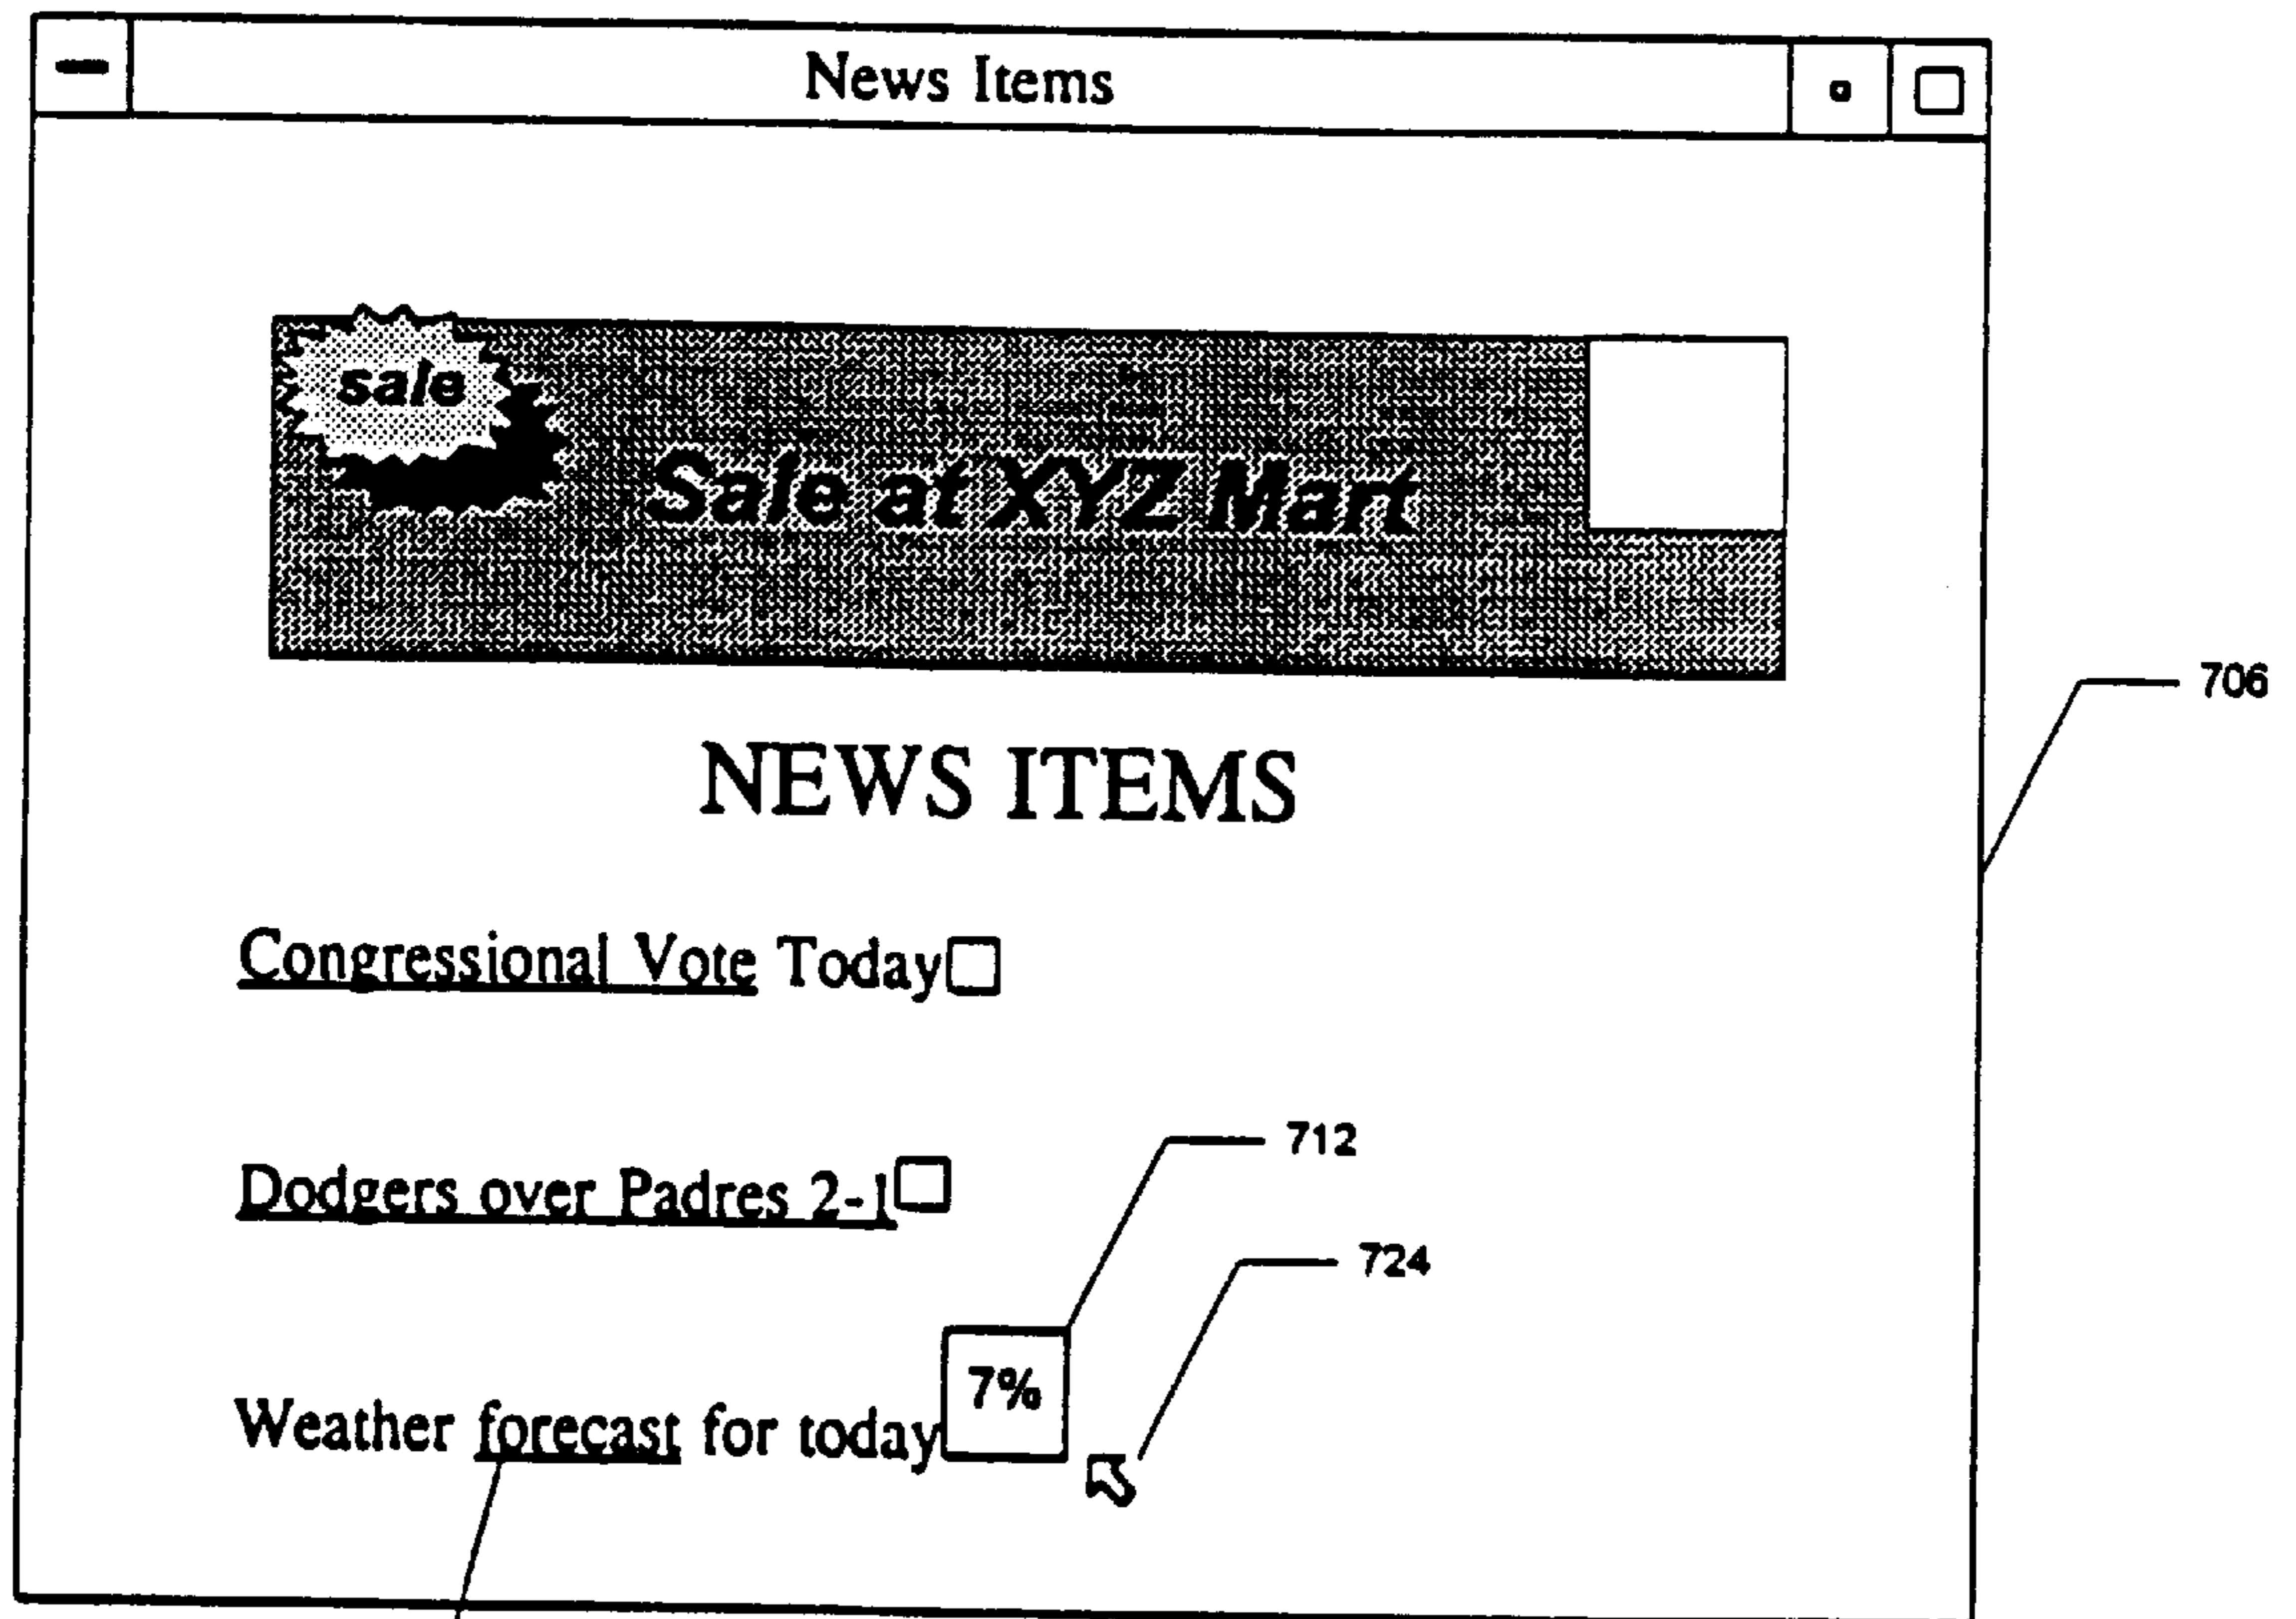 News Items
sale
Sale at XYZ Mart
706
NEWS ITEMS
Congressional Vote Today
712
Dodgers over Padres 2-1
724
7%
Weather forecast for today